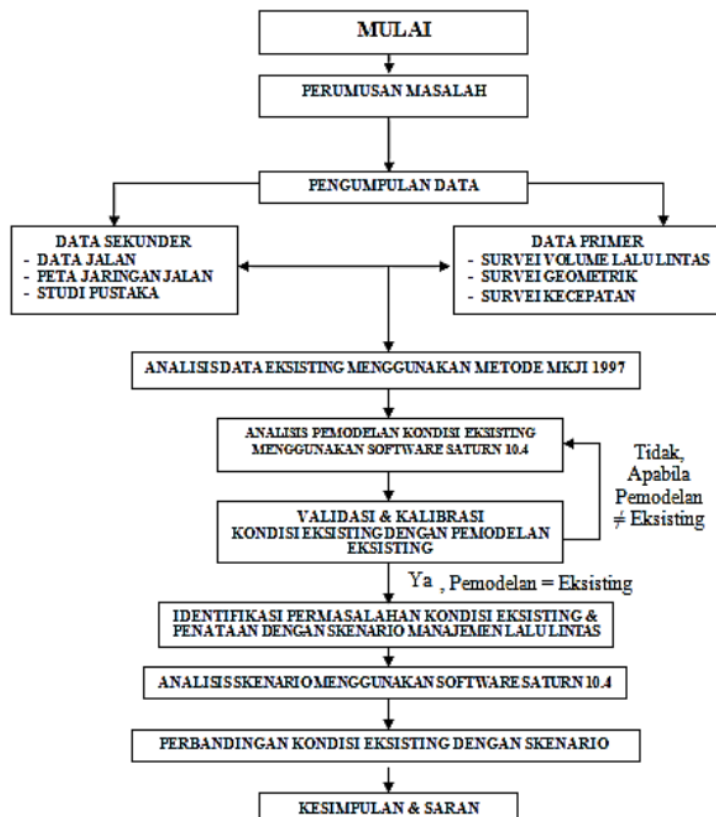 MULAI
PERUMUSAN MASALAH
PENGUMPULAN DATA
DATA SEKUNDER
- DATA JALAN
- PETA JARINGAN JALAN
- STUDI PUSTAKA
DATA PRIMER
- SURVEI VOLUME LALU LINTAS
- SURVEI GEOMETRIK
- SURVEI KECEPATAN
ANALISIS DATA EKSISTING MENGGUNAKAN METODE MKJI 1997
ANALISIS PEMODELAN KONDISI EKSISTING
MENGGUNAKAN SOFTWARE SATURN 10.4
Tidak,
Apabila
Pemodelan
≠ Eksisting
VALIDASI & KALIBRASI
KONDISI EKSISTING DENGAN PEMODELAN
EKSISTING
Ya , Pemodelan = Eksisting
IDENTIFIKASI PERMASALAHAN KONDISI EKSISTING &
PENATAAN DENGAN SKENARIO MANAJEMEN LALU LINTAS
ANALISIS SKENARIO MENGGUNAKAN SOFTWARE SATURN 10.4
PERBANDINGAN KONDISI EKSISTING DENGAN SKENARIO
KESIMPULAN & SARAN